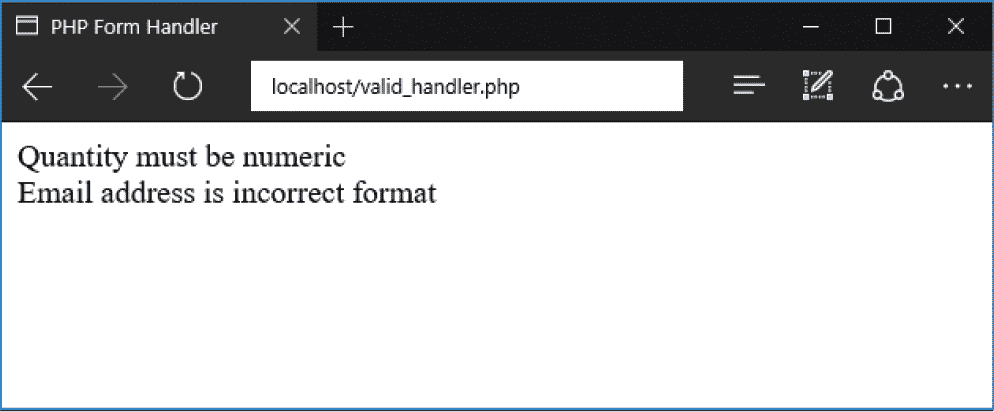 PHP Form Handler
localhost/valid_handler.php
Quantity must be numeric
Email address is incorrect format